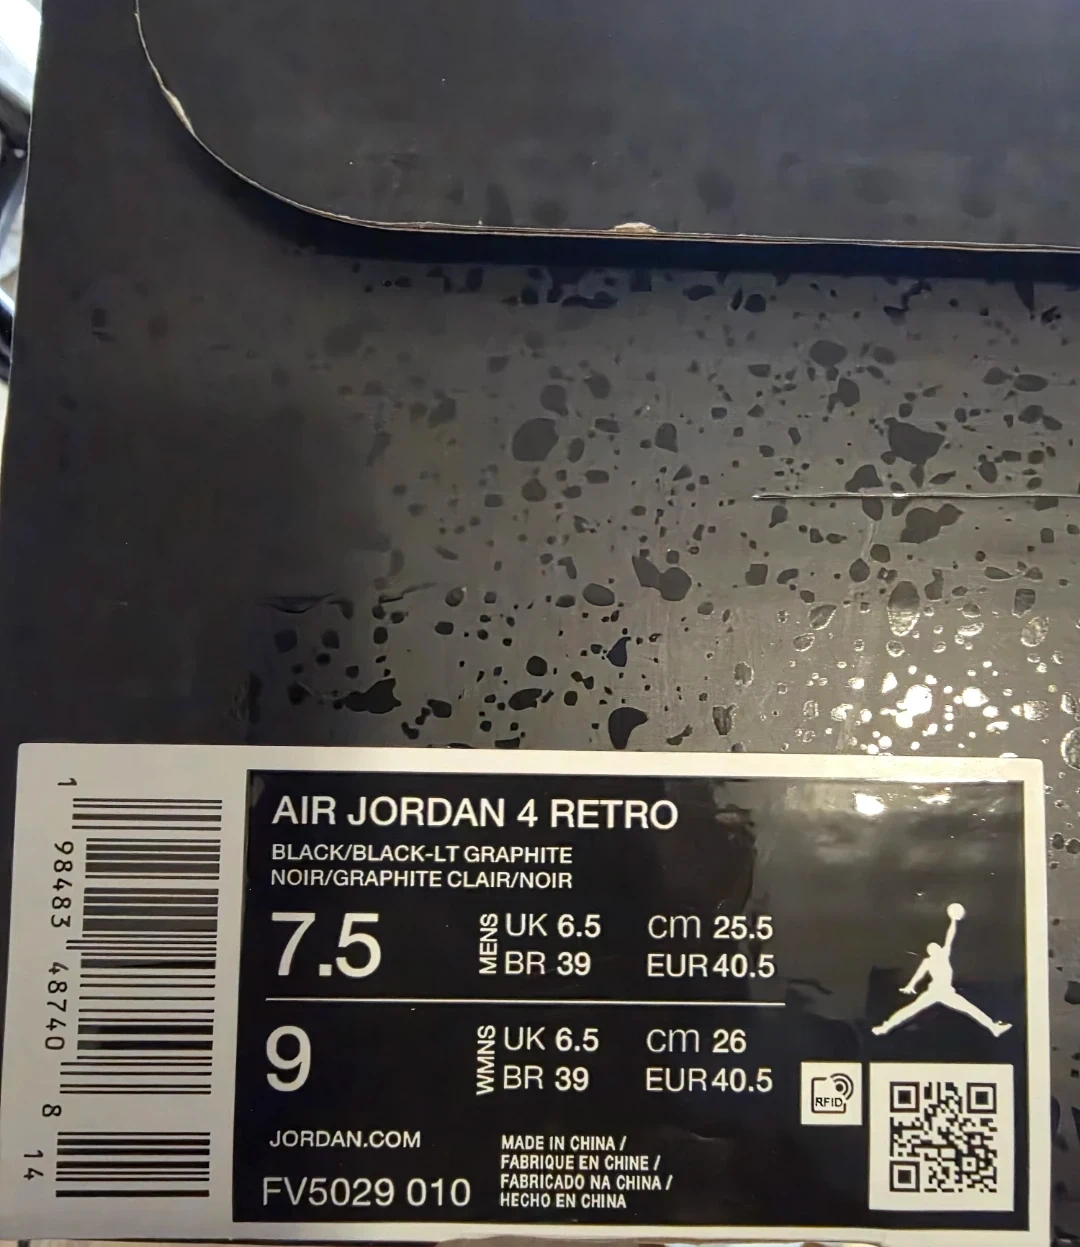 AIR JORDAN 4 RETRO
BLACK/BLACK-LT GRAPHITE
NOIR/GRAPHITE CLAIR/NOIR
7.5 MENS UK 6.5 cm 25.5
BR 39 EUR 40.5
9 WMNS UK 6.5 cm 26
BR 39 EUR 40.5
RFID
JORDAN.COM
FV5029 010
MADE IN CHINA /
FABRIQUE EN CHINE /
FABRICADO NA CHINA /
HECHO EN CHINA
1 98483 48740 8 14